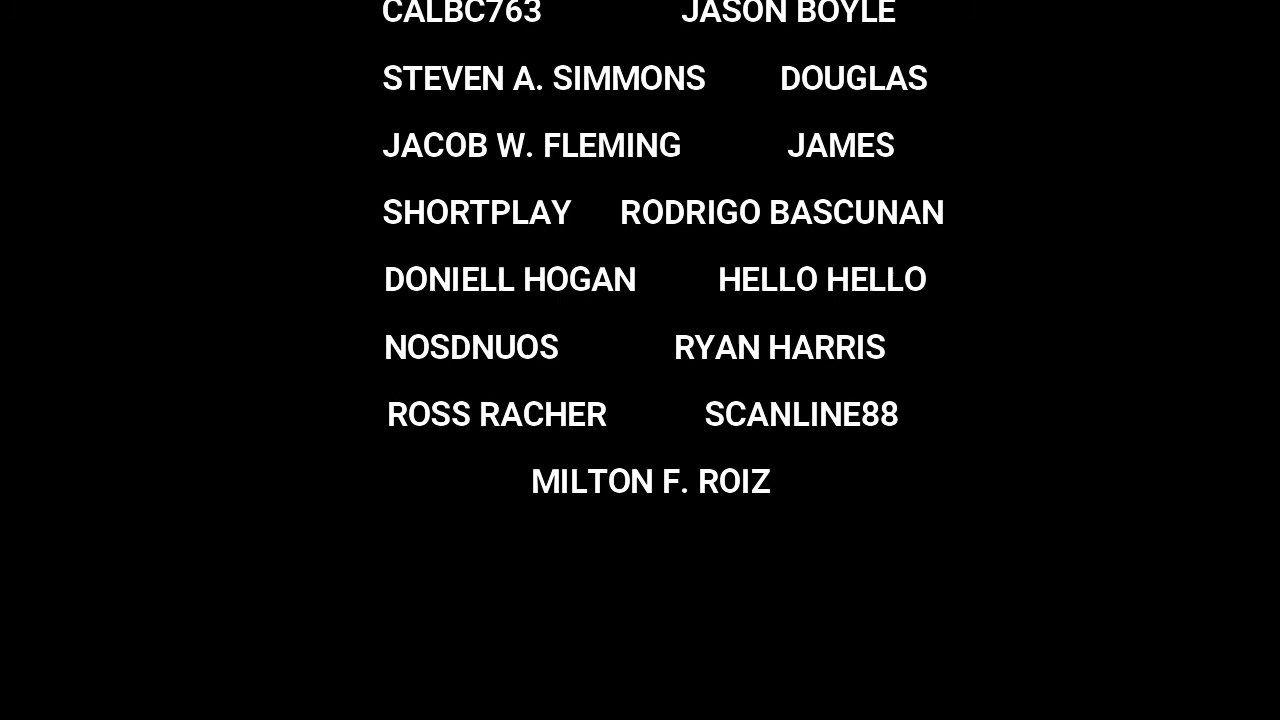 CALBC763 JASON BOYLE
STEVEN A. SIMMONS DOUGLAS
JACOB W. FLEMING JAMES
SHORTPLAY RODRIGO BASCUNAN
DONIELL HOGAN HELLO HELLO
NOSDNUOS RYAN HARRIS
ROSS RACHER SCANLINE88
MILTON F. ROIZ